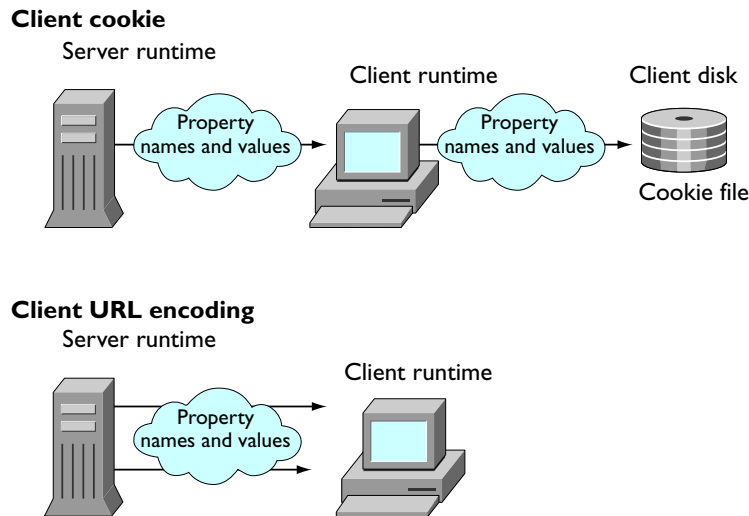 Client cookie
Server runtime
Client runtime
Client disk
Property
names and values
Property
names and values
Cookie file
Client URL encoding
Server runtime
Client runtime
Property
names and values